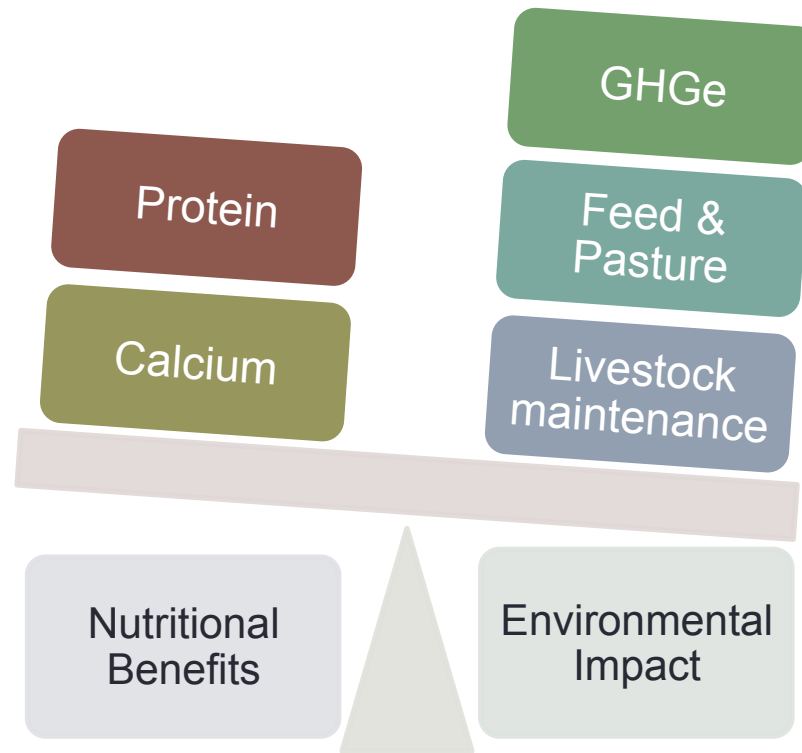 GHGe
Protein
Feed &
Pasture
Calcium
Livestock
maintenance
Nutritional
Benefits
Environmental
Impact